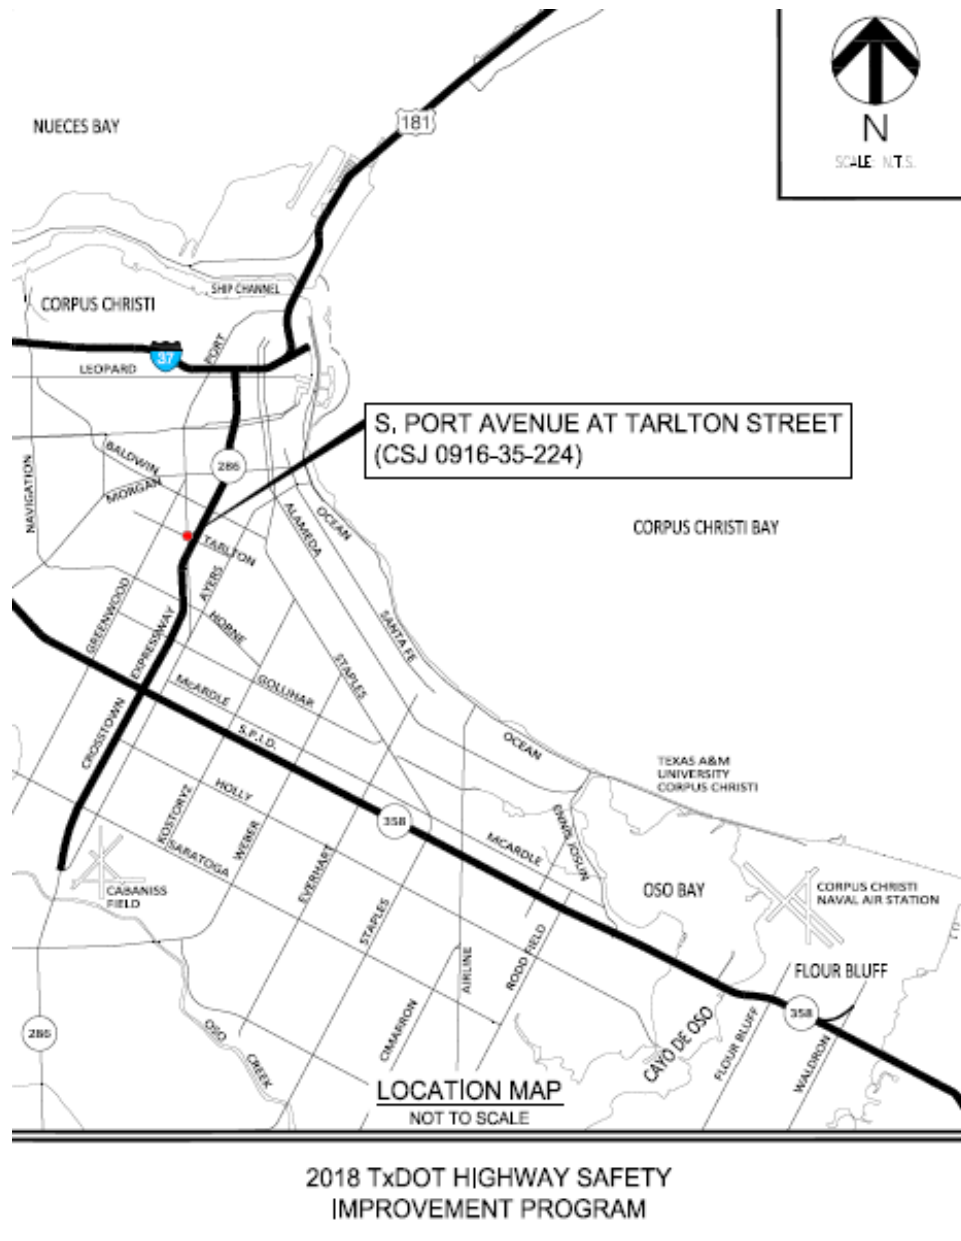 N
SCALE: N.T.S.
NUECES BAY
181
SHIP CHANNEL
CORPUS CHRISTI
PORT
37
LEOPARD
S. PORT AVENUE AT TARLTON STREET
(CSJ 0916-35-224)
BALDWIN
286
MORGAN
NAVIGATION
ALAMEDA
OCEAN
CORPUS CHRISTI BAY
TARLTON
AYERS
GREENWOOD
HORNE
EXPRESSWAY
SANTA FE
STAPLES
GOLLIHAR
McARDLE
CROSSTOWN
S.P.I.D.
OCEAN
TEXAS A&M
UNIVERSITY
CORPUS CHRISTI
HOLLY
KOSTORYZ
WEBER
358
ENNIS JOSLIN
MCARDLE
SARATOGA
EVERHART
CABANISS
FIELD
OSO BAY
CORPUS CHRISTI
NAVAL AIR STATION
STAPLES
RODD FIELD
AIRLINE
FLOUR BLUFF
358
286
OSO
CREEK
CIMARRON
CAYO DE OSO
FLOUR BLUFF
WALDRON
LOCATION MAP
NOT TO SCALE
2018 TxDOT HIGHWAY SAFETY
IMPROVEMENT PROGRAM